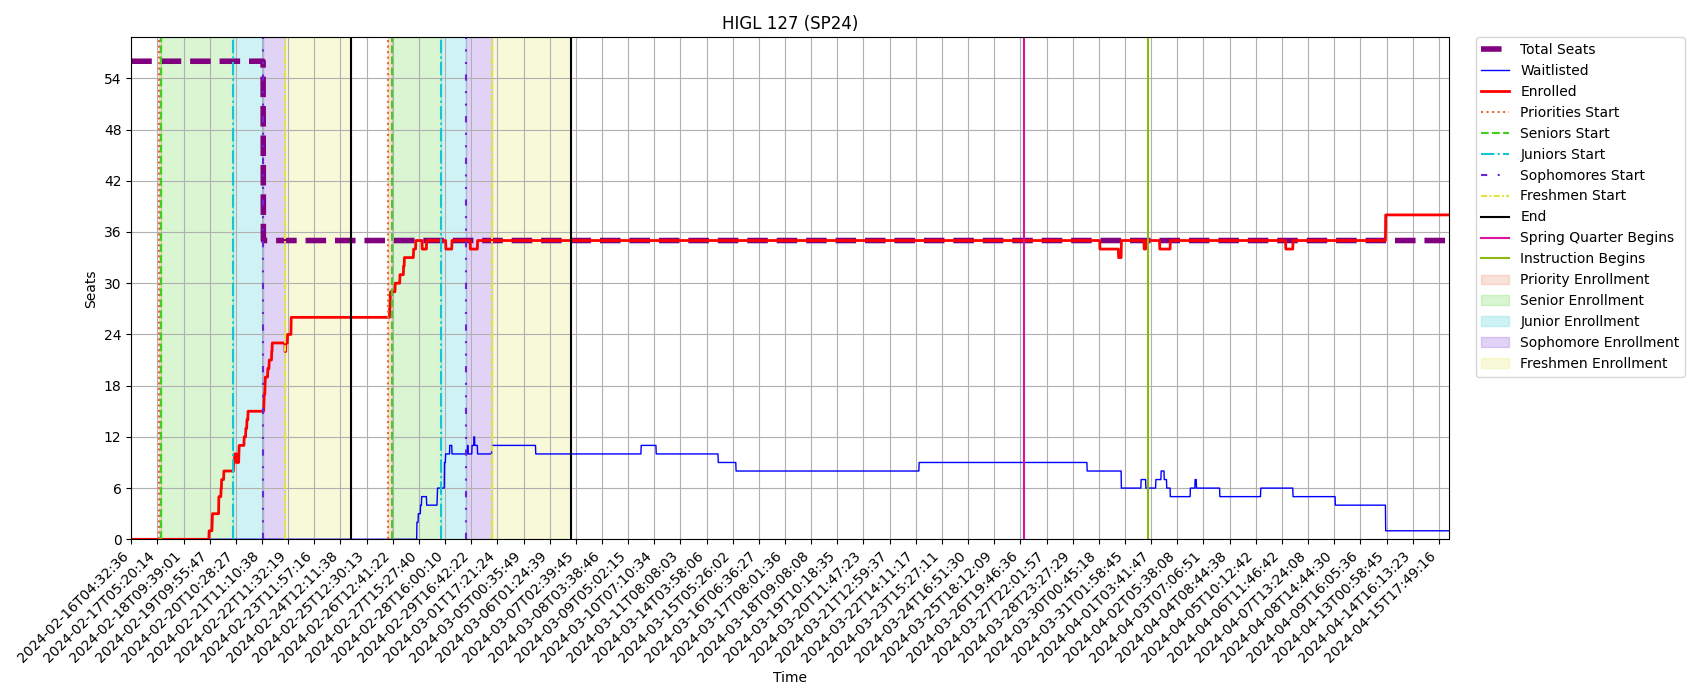 HIGL 127 (SP24)
Total Seats
Waitlisted
Enrolled
Priorities Start
Seniors Start
Juniors Start
Sophomores Start
Freshmen Start
End
Spring Quarter Begins
Instruction Begins
Priority Enrollment
Senior Enrollment
Junior Enrollment
Sophomore Enrollment
Freshmen Enrollment
Seats
54
48
42
36
30
24
18
12
6
0
2024-02-16T04:32:36
2024-02-17T05:20:14
2024-02-18T09:39:01
2024-02-19T09:55:47
2024-02-20T10:28:27
2024-02-21T11:10:38
2024-02-22T11:32:19
2024-02-23T11:57:16
2024-02-24T12:11:38
2024-02-25T12:30:13
2024-02-26T12:41:22
2024-02-27T15:27:40
2024-02-28T16:00:10
2024-02-29T16:42:22
2024-03-01T17:21:24
2024-03-05T00:35:49
2024-03-06T01:24:39
2024-03-07T02:39:45
2024-03-08T03:38:46
2024-03-09T05:02:15
2024-03-10T07:10:34
2024-03-11T08:08:03
2024-03-14T03:58:06
2024-03-15T05:26:02
2024-03-16T06:36:27
2024-03-17T08:01:36
2024-03-18T09:08:08
2024-03-19T10:18:35
2024-03-20T11:47:23
2024-03-21T12:59:37
2024-03-22T14:11:17
2024-03-23T15:27:11
2024-03-24T16:51:30
2024-03-25T18:12:09
2024-03-26T19:46:36
2024-03-27T22:01:57
2024-03-28T23:27:29
2024-03-30T00:45:18
2024-03-31T01:58:45
2024-04-01T03:41:47
2024-04-02T05:38:08
2024-04-03T07:06:51
2024-04-04T08:44:38
2024-04-05T10:12:42
2024-04-06T11:46:42
2024-04-07T13:24:08
2024-04-08T14:44:30
2024-04-09T16:05:36
2024-04-13T00:58:45
2024-04-14T16:13:23
2024-04-15T17:49:16
Time